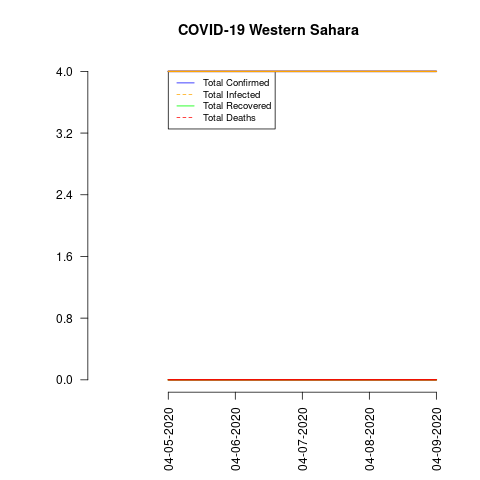 COVID-19 Western Sahara
4.0
3.2
2.4
1.6
0.8
0.0
Total Confirmed
Total Infected
Total Recovered
Total Deaths
04-05-2020
04-06-2020
04-07-2020
04-08-2020
04-09-2020